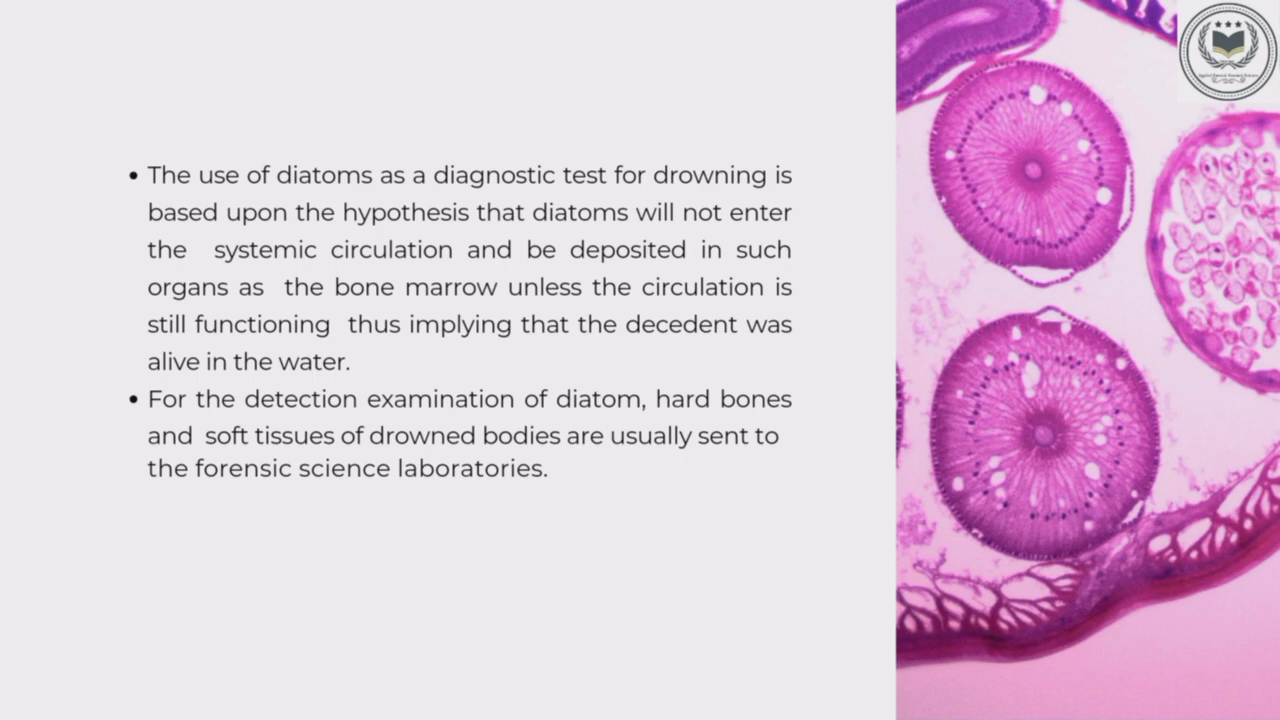 • The use of diatoms as a diagnostic test for drowning is
based upon the hypothesis that diatoms will not enter
the systemic circulation and be deposited in such
organs as the bone marrow unless the circulation is
still functioning thus implying that the decedent was
alive in the water.
• For the detection examination of diatom, hard bones
and soft tissues of drowned bodies are usually sent to
the forensic science laboratories.